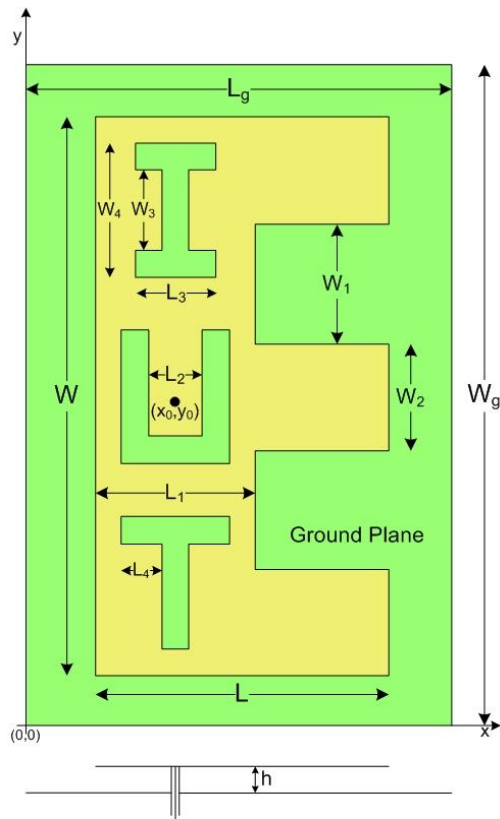 y
Lg
W4
W3
L3
W1
L2
(x0,y0)
W
W2
Wg
L1
Ground Plane
L4
L
(0,0)
x
h